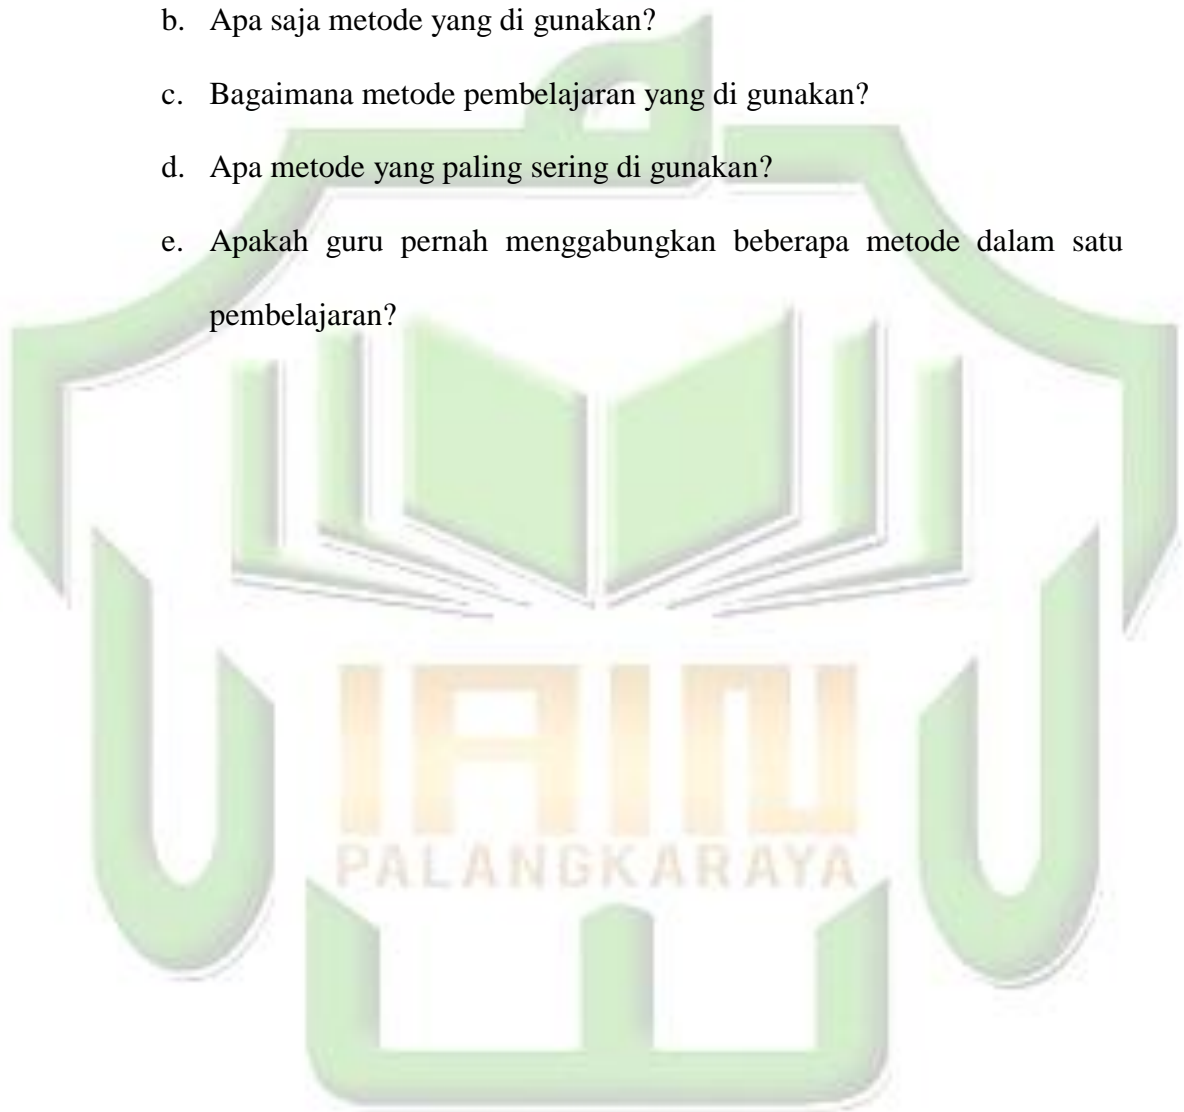 b. Apa saja metode yang di gunakan?
c. Bagaimana metode pembelajaran yang di gunakan?
d. Apa metode yang paling sering di gunakan?
e. Apakah guru pernah menggabungkan beberapa metode dalam satu
pembelajaran?
IAIN
PALANGKARAYA